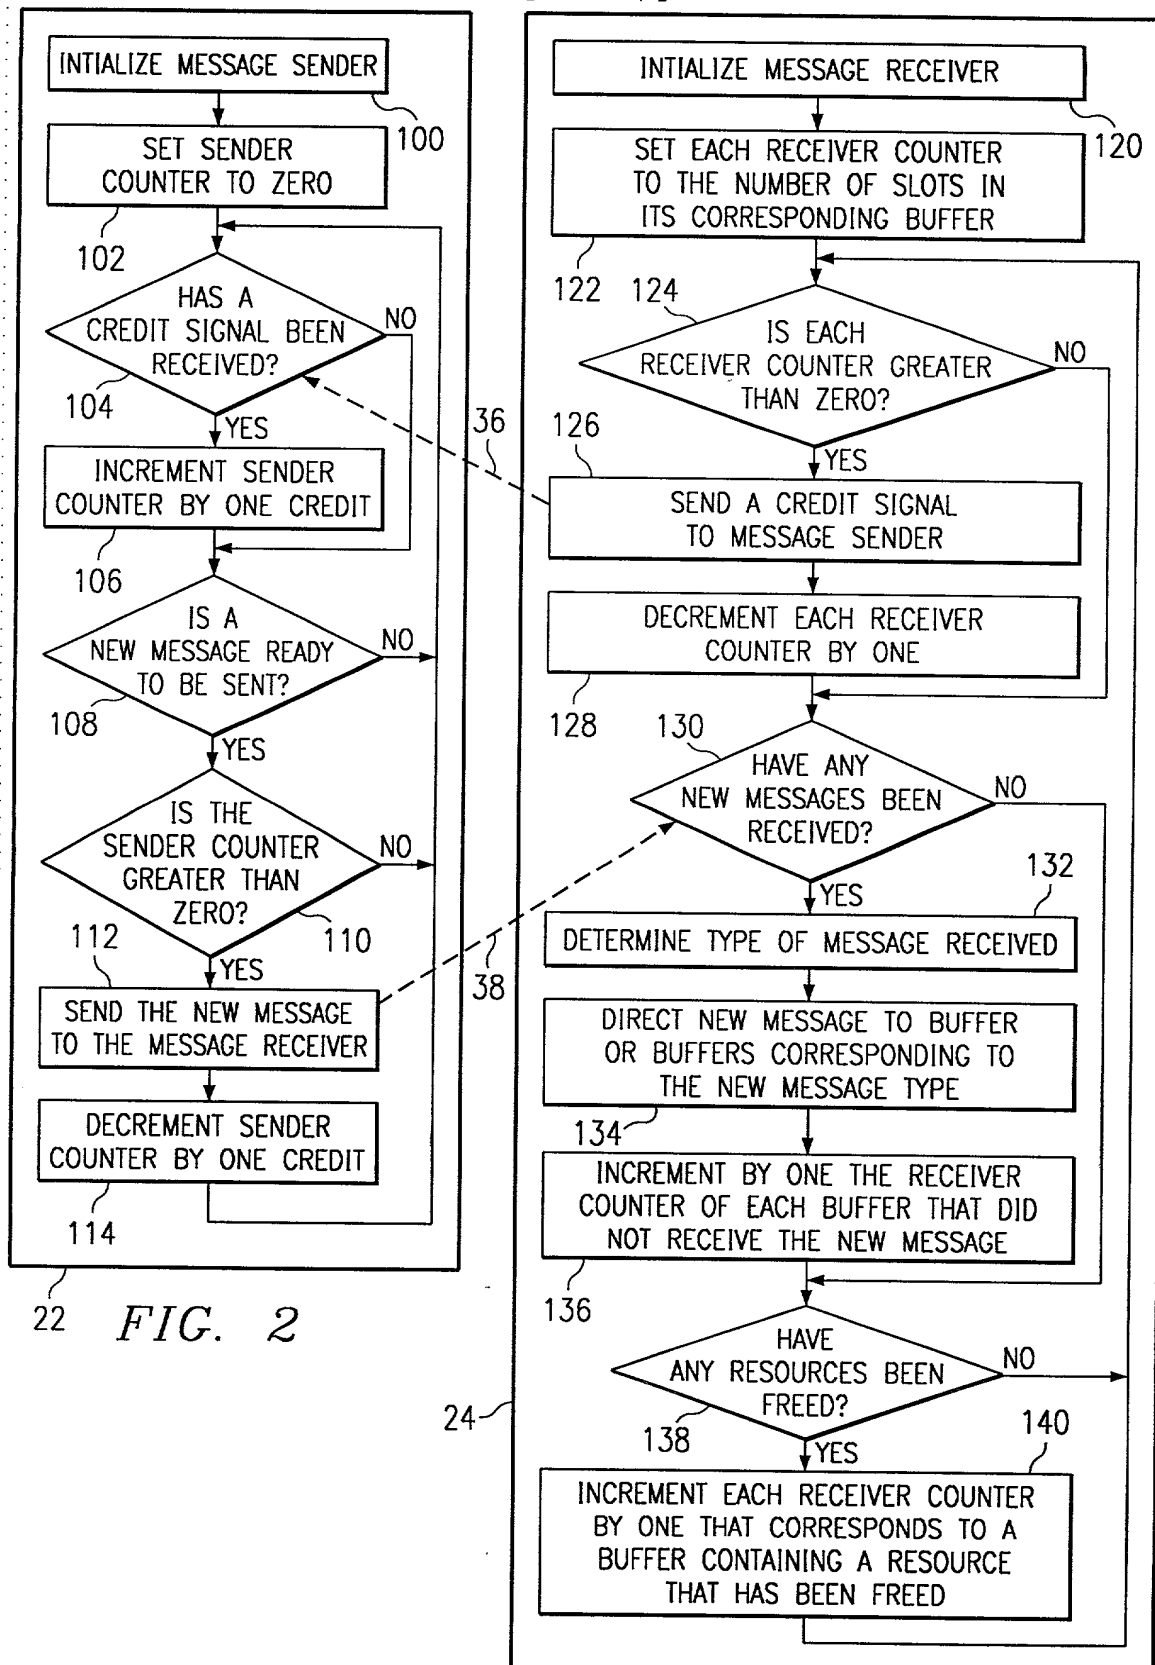 INTIALIZE MESSAGE SENDER
100
SET SENDER
COUNTER TO ZERO
102
HAS A
CREDIT SIGNAL BEEN
RECEIVED?
NO
104
YES
INCREMENT SENDER
COUNTER BY ONE CREDIT
106
IS A
NEW MESSAGE READY
TO BE SENT?
NO
108
YES
IS THE
SENDER COUNTER
GREATER THAN
ZERO?
NO
110
112
YES
SEND THE NEW MESSAGE
TO THE MESSAGE RECEIVER
DECREMENT SENDER
COUNTER BY ONE CREDIT
114
22
FIG. 2
36
38
INTIALIZE MESSAGE RECEIVER
120
SET EACH RECEIVER COUNTER
TO THE NUMBER OF SLOTS IN
ITS CORRESPONDING BUFFER
122
124
IS EACH
RECEIVER COUNTER GREATER
THAN ZERO?
NO
126
YES
SEND A CREDIT SIGNAL
TO MESSAGE SENDER
DECREMENT EACH RECEIVER
COUNTER BY ONE
128
130
HAVE ANY
NEW MESSAGES BEEN
RECEIVED?
NO
132
YES
DETERMINE TYPE OF MESSAGE RECEIVED
DIRECT NEW MESSAGE TO BUFFER
OR BUFFERS CORRESPONDING TO
THE NEW MESSAGE TYPE
134
INCREMENT BY ONE THE RECEIVER
COUNTER OF EACH BUFFER THAT DID
NOT RECEIVE THE NEW MESSAGE
136
HAVE
ANY RESOURCES BEEN
FREED?
NO
24
138
YES
140
INCREMENT EACH RECEIVER COUNTER
BY ONE THAT CORRESPONDS TO A
BUFFER CONTAINING A RESOURCE
THAT HAS BEEN FREED